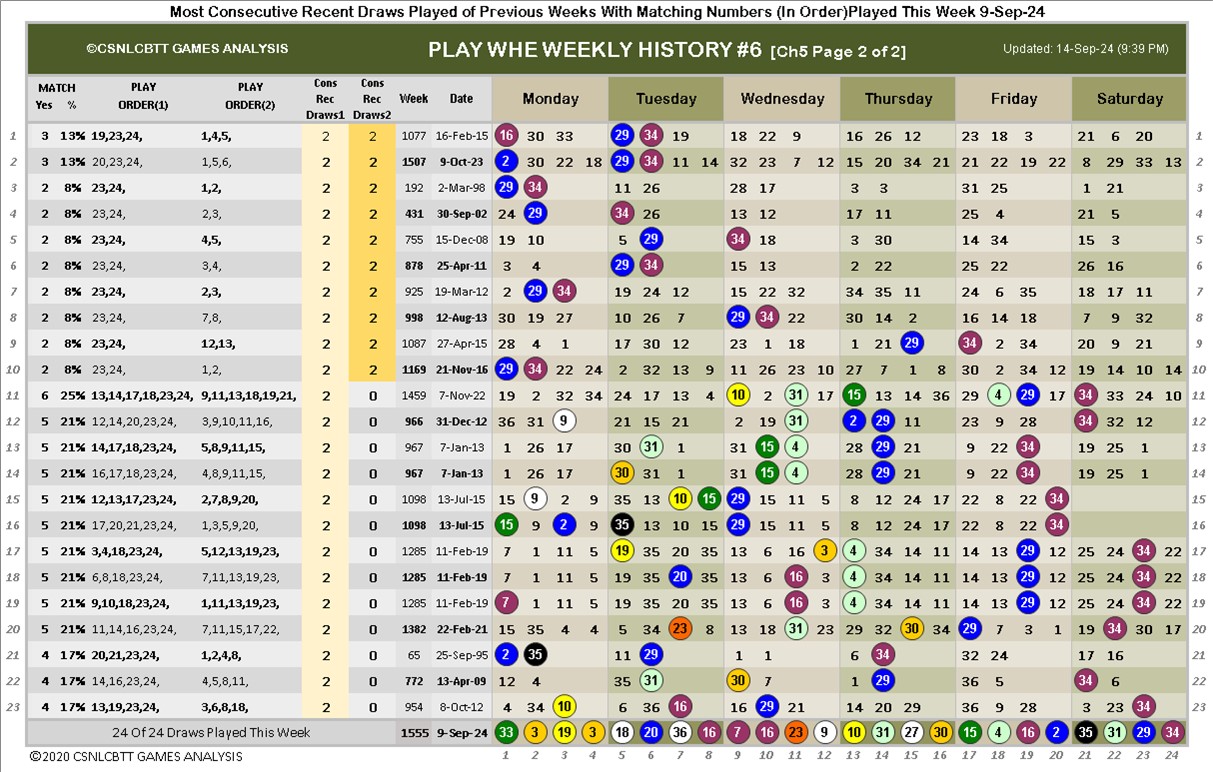 Most Consecutive Recent Draws Played of Previous Weeks With Matching Numbers (In Order)Played This Week 9-Sep-24
©CSNLCBTT GAMES ANALYSIS PLAY WHE WEEKLY HISTORY #6 [Ch5 Page 2 of 2] Updated: 14-Sep-24 (9:39 PM)
MATCH Yes % PLAY ORDER(1) PLAY ORDER(2) Cons Rec Draws1 Cons Rec Draws2 Week Date Monday Tuesday Wednesday Thursday Friday Saturday
1 3 13% 19,23,24, 1,4,5, 2 2 1077 16-Feb-15 16 30 33 29 34 19 18 22 9 16 26 12 23 18 3 21 6 20 1
2 3 13% 20,23,24, 1,5,6, 2 2 1507 9-Oct-23 2 30 22 18 29 34 11 14 32 23 7 12 15 20 34 21 21 22 19 22 8 29 33 13 2
3 2 8% 23,24, 1,2, 2 2 192 2-Mar-98 29 34 11 26 28 17 3 3 31 25 1 21 3
4 2 8% 23,24, 2,3, 2 2 431 30-Sep-02 24 29 34 26 13 12 17 11 25 4 21 5 4
5 2 8% 23,24, 4,5, 2 2 755 15-Dec-08 19 10 5 29 34 18 3 30 14 34 15 3 5
6 2 8% 23,24, 3,4, 2 2 878 25-Apr-11 3 4 29 34 15 13 2 22 25 22 26 16 6
7 2 8% 23,24, 2,3, 2 2 925 19-Mar-12 2 29 34 19 24 12 15 22 32 34 35 11 24 6 35 18 17 11 7
8 2 8% 23,24, 7,8, 2 2 998 12-Aug-13 30 19 27 10 26 7 29 34 22 30 14 2 16 14 18 7 9 32 8
9 2 8% 23,24, 12,13, 2 2 1087 27-Apr-15 28 4 1 17 30 12 23 1 18 1 21 29 34 2 34 20 9 21 9
10 2 8% 23,24, 1,2, 2 2 1169 21-Nov-16 29 34 22 24 2 32 13 9 11 26 23 10 27 7 1 8 30 2 34 12 19 14 10 14 10
11 6 25% 13,14,17,18,23,24, 9,11,13,18,19,21, 2 0 1459 7-Nov-22 19 2 32 34 24 17 13 4 10 2 31 17 15 13 14 36 29 4 29 17 34 33 24 10 11
12 5 21% 12,14,20,23,24, 3,9,10,11,16, 2 0 966 31-Dec-12 36 31 9 21 15 21 2 19 31 2 29 11 23 9 28 34 32 12 12
13 5 21% 14,17,18,23,24, 5,8,9,11,15, 2 0 967 7-Jan-13 1 26 17 30 31 1 31 15 4 28 29 21 9 22 34 19 25 1 13
14 5 21% 16,17,18,23,24, 4,8,9,11,15, 2 0 967 7-Jan-13 1 26 17 30 31 1 31 15 4 28 29 21 9 22 34 19 25 1 14
15 5 21% 12,13,17,23,24, 2,7,8,9,20, 2 0 1098 13-Jul-15 15 9 2 9 35 13 10 15 29 15 11 5 8 12 24 17 22 8 22 34 15
16 5 21% 17,20,21,23,24, 1,3,5,9,20, 2 0 1098 13-Jul-15 15 9 2 9 35 13 10 15 29 15 11 5 8 12 24 17 22 8 22 34 16
17 5 21% 3,4,18,23,24, 5,12,13,19,23, 2 0 1285 11-Feb-19 7 1 11 5 19 35 20 35 13 6 16 3 4 34 14 11 14 13 29 12 25 24 34 22 17
18 5 21% 6,8,18,23,24, 7,11,13,19,23, 2 0 1285 11-Feb-19 7 1 11 5 19 35 20 35 13 6 16 3 4 34 14 11 14 13 29 12 25 24 34 22 18
19 5 21% 9,10,18,23,24, 1,11,13,19,23, 2 0 1285 11-Feb-19 7 1 11 5 19 35 20 35 13 6 16 3 4 34 14 11 14 13 29 12 25 24 34 22 19
20 5 21% 11,14,16,23,24, 7,11,15,17,22, 2 0 1382 22-Feb-21 15 35 4 4 5 34 23 8 13 18 31 23 29 32 30 34 29 7 3 1 22 34 30 17 20
21 4 17% 20,21,23,24, 1,2,4,8, 2 0 65 25-Sep-95 2 35 11 29 1 1 6 34 32 24 17 16 21
22 4 17% 14,16,23,24, 4,5,8,11, 2 0 772 13-Apr-09 12 4 35 31 30 7 1 29 36 5 34 6 22
23 4 17% 13,19,23,24, 3,6,8,18, 2 0 954 8-Oct-12 4 34 10 6 36 16 16 29 21 14 20 29 36 9 28 3 23 34 23
24 Of 24 Draws Played This Week 1555 9-Sep-24 33 3 19 3 18 20 36 16 7 16 23 9 10 31 27 30 15 4 16 2 35 31 29 34
©2020 CSNLCBTT GAMES ANALYSIS 1 2 3 4 5 6 7 8 9 10 11 12 13 14 15 16 17 18 19 20 21 22 23 24